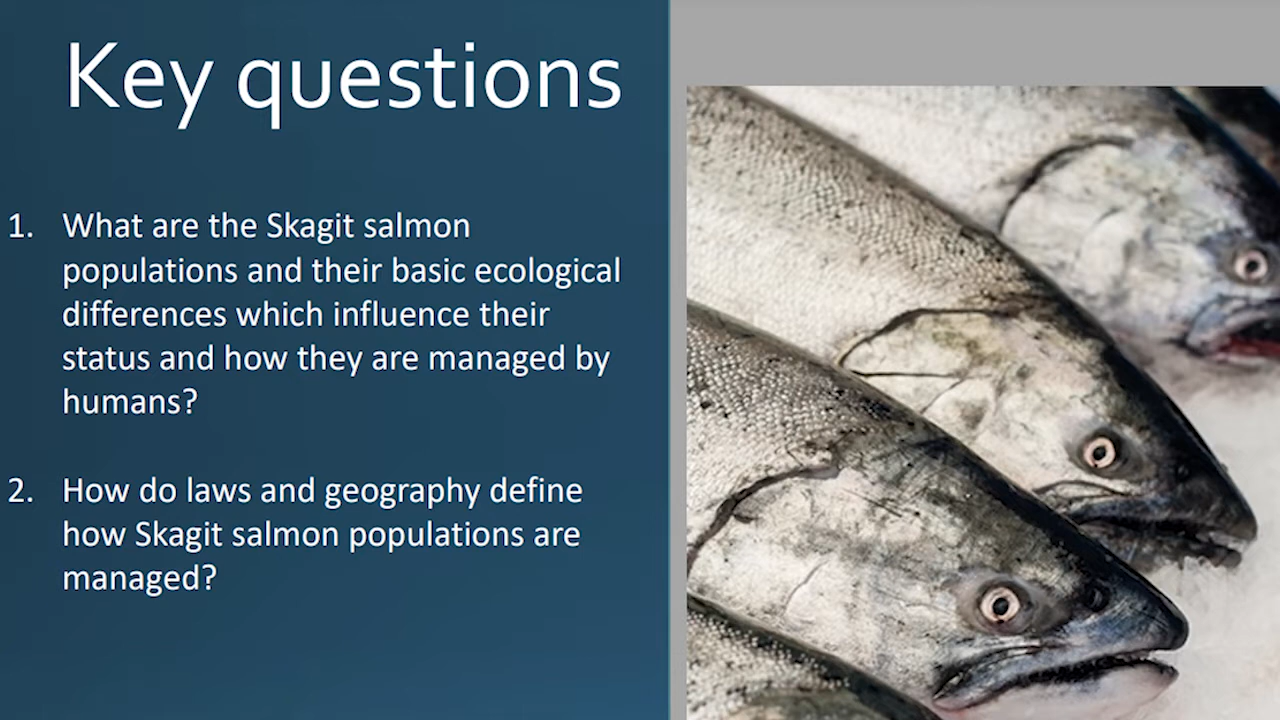 Key questions
1. What are the Skagit salmon
populations and their basic ecological
differences which influence their
status and how they are managed by
humans?
2. How do laws and geography define
how Skagit salmon populations are
managed?